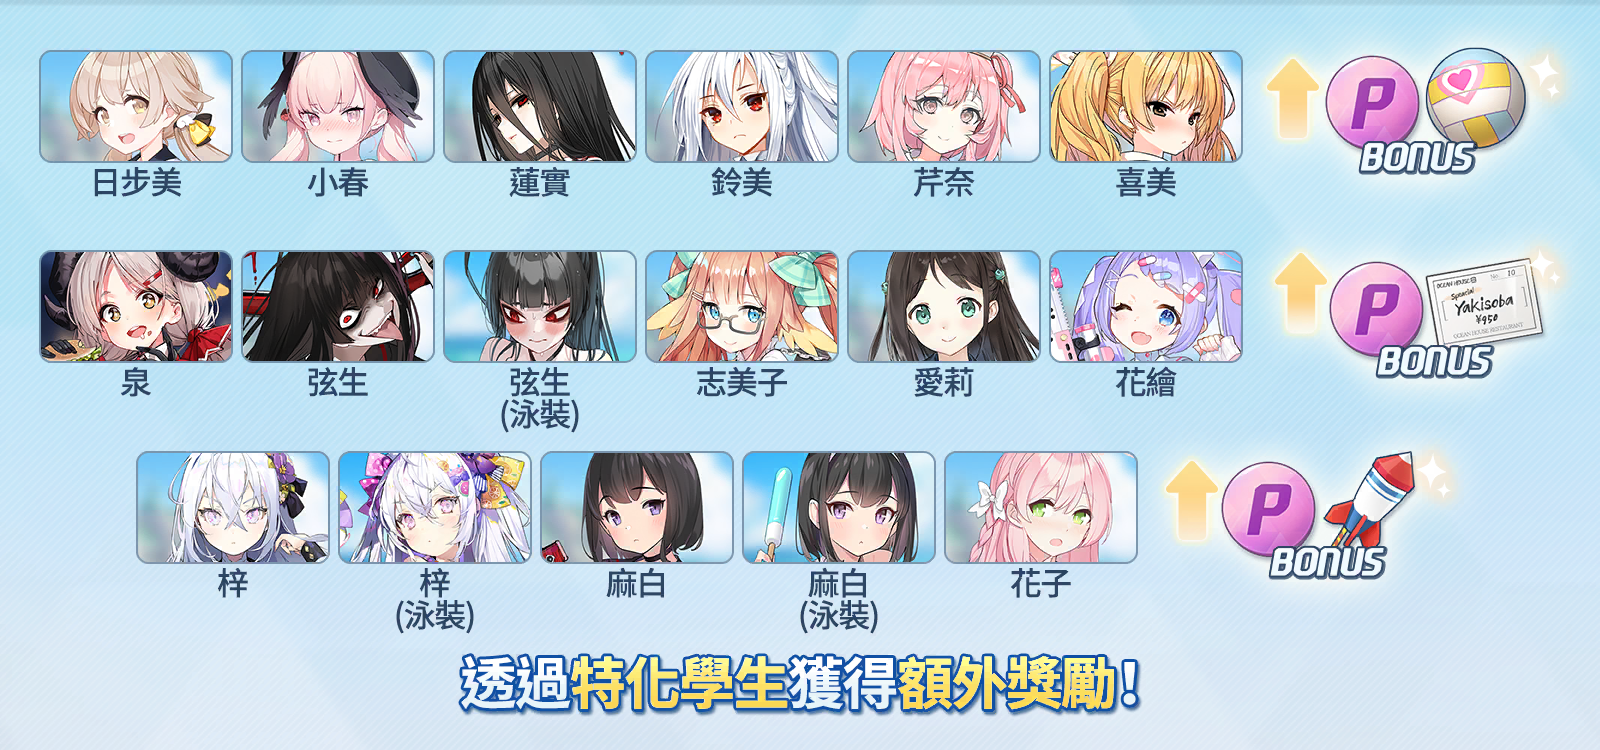 日步美 小春 蓮實 鈴美 芹奈 喜美
P
BONUS
泉 弦生 弦生 志美子 愛莉 花繪
(泳裝)
P
OCEAN HOUSE
No. 10
Special
Yakisoba
¥950
OCEAN HOUSE RESTAURANT
BONUS
梓 梓 麻白 麻白 花子
(泳裝) (泳裝)
P
BONUS
透過特化學生獲得額外獎勵!